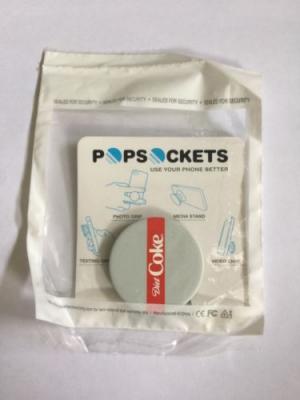 SEALED FOR SECURITY • SEALED FOR SECURITY • SEALED FOR SECURITY
POPSOCKETS
USE YOUR PHONE BETTER
PHOTO GRIP
MEDIA STAND
TEXTING GRIP
VIDEO CHAT
Diet Coke
CE FC